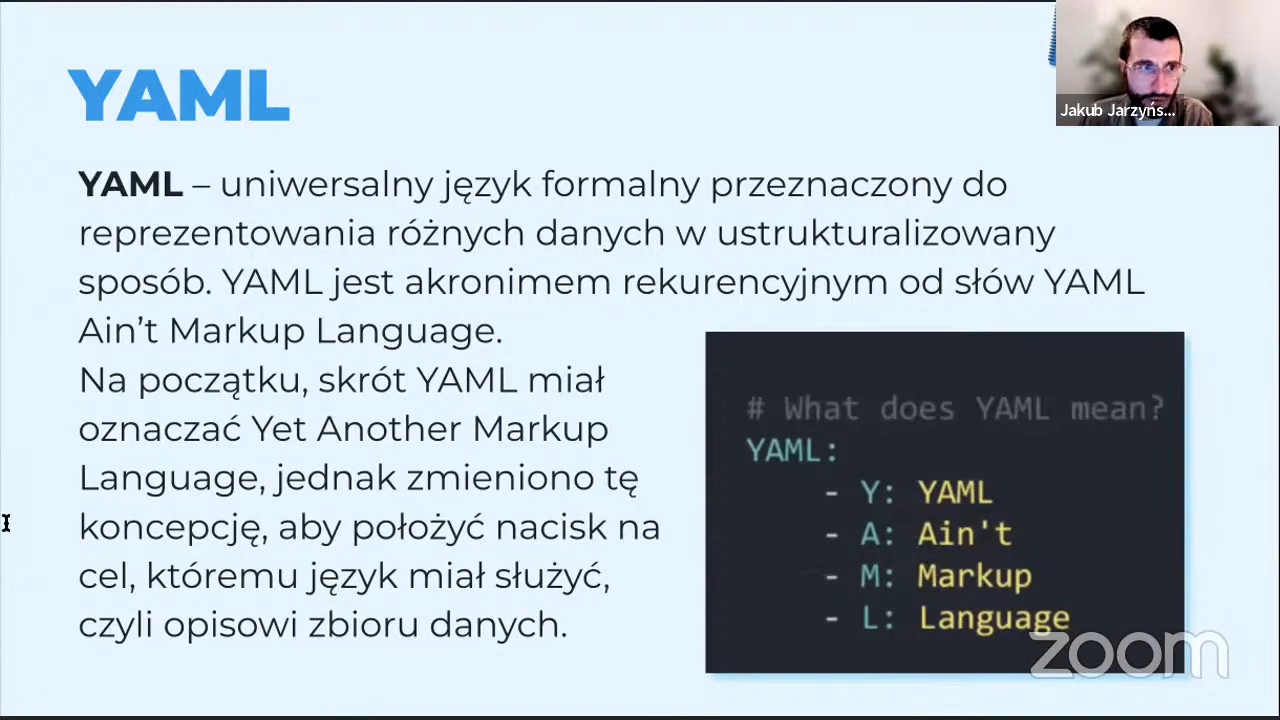 YAML
Jakub Jarzyńs...
YAML – uniwersalny język formalny przeznaczony do
reprezentowania różnych danych w ustrukturalizowany
sposób. YAML jest akronimem rekurencyjnym od słów YAML
Ain’t Markup Language.
Na początku, skrót YAML miał
oznaczać Yet Another Markup
Language, jednak zmieniono tę
koncepcję, aby położyć nacisk na
cel, któremu język miał służyć,
czyli opisowi zbioru danych.
# What does YAML mean?
YAML:
- Y: YAML
- A: Ain't
- M: Markup
- L: Language
zoom